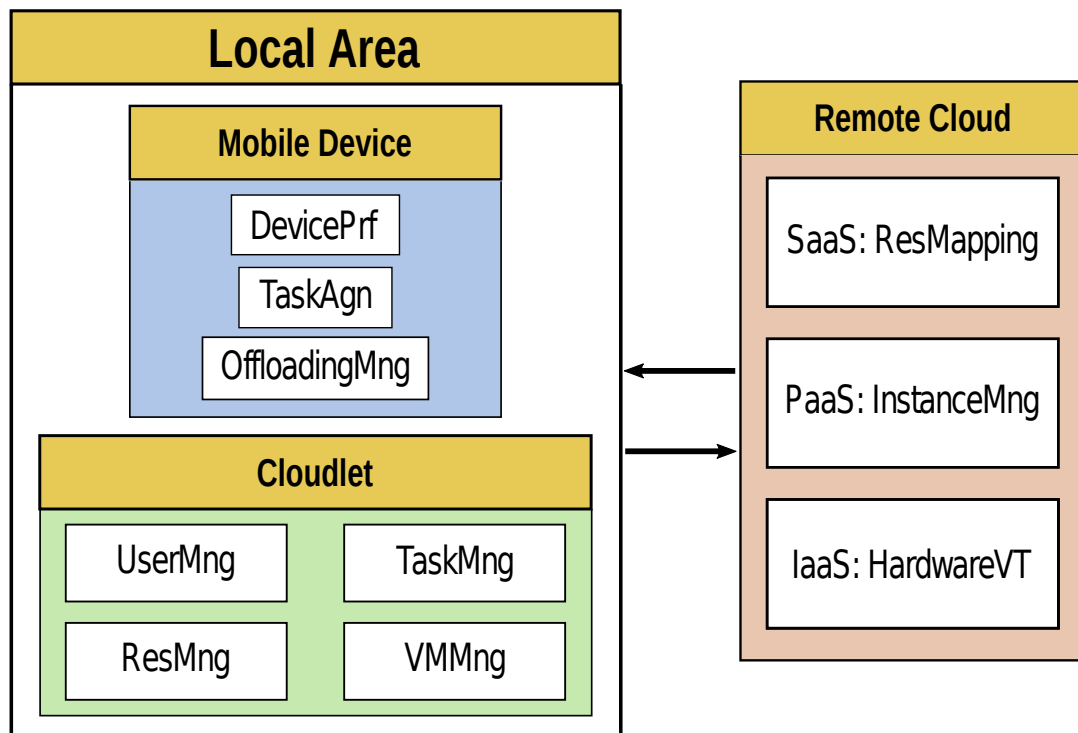 Local Area
Mobile Device
DevicePrf
TaskAgn
OffloadingMng
Cloudlet
UserMng
TaskMng
ResMng
VMMng
Remote Cloud
SaaS: ResMapping
PaaS: InstanceMng
IaaS: HardwareVT